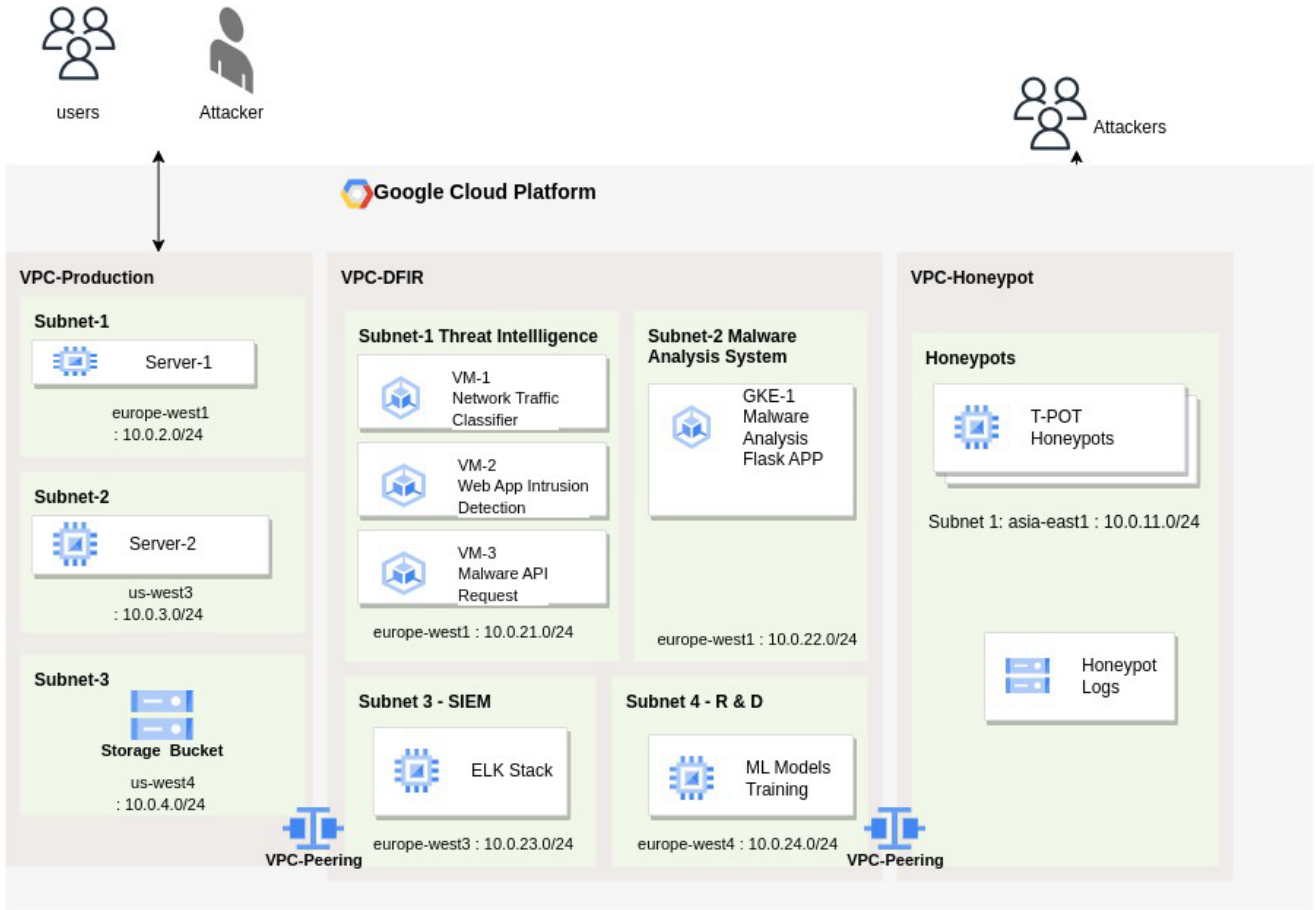 users
Attacker
Attackers
Google Cloud Platform
VPC-Production
Subnet-1
Server-1
europe-west1
: 10.0.2.0/24
Subnet-2
Server-2
us-west3
: 10.0.3.0/24
Subnet-3
Storage Bucket
us-west4
: 10.0.4.0/24
VPC-Peering
VPC-DFIR
Subnet-1 Threat Intellligence
VM-1
Network Traffic
Classifier
VM-2
Web App Intrusion
Detection
VM-3
Malware API
Request
europe-west1 : 10.0.21.0/24
Subnet-2 Malware
Analysis System
GKE-1
Malware
Analysis
Flask APP
europe-west1 : 10.0.22.0/24
Subnet 3 - SIEM
ELK Stack
europe-west3 : 10.0.23.0/24
Subnet 4 - R & D
ML Models
Training
europe-west4 : 10.0.24.0/24
VPC-Peering
VPC-Honeypot
Honeypots
T-POT
Honeypots
Subnet 1: asia-east1 : 10.0.11.0/24
Honeypot
Logs